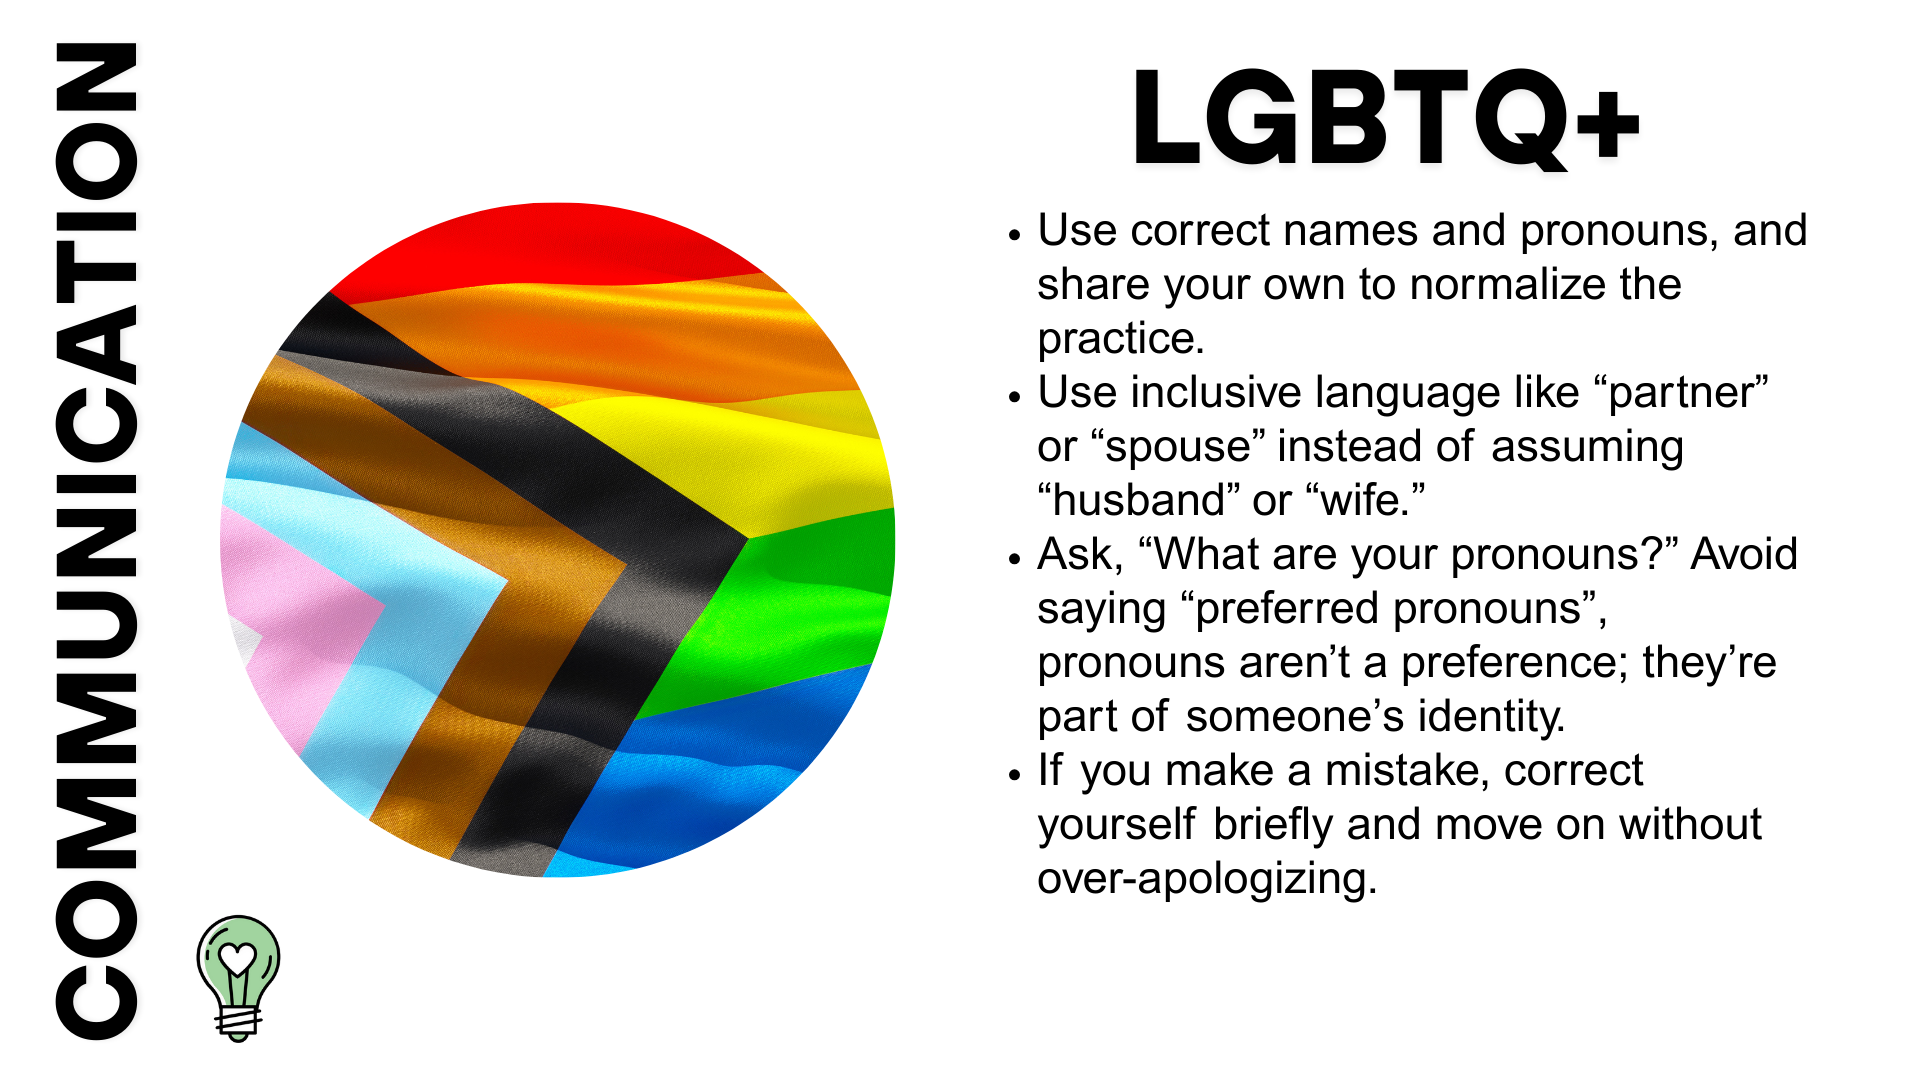 COMMUNICATION
LGBTQ+
• Use correct names and pronouns, and
share your own to normalize the
practice.
• Use inclusive language like “partner”
or “spouse” instead of assuming
“husband” or “wife.”
• Ask, “What are your pronouns?” Avoid
saying “preferred pronouns”,
pronouns aren’t a preference; they’re
part of someone’s identity.
• If you make a mistake, correct
yourself briefly and move on without
over-apologizing.